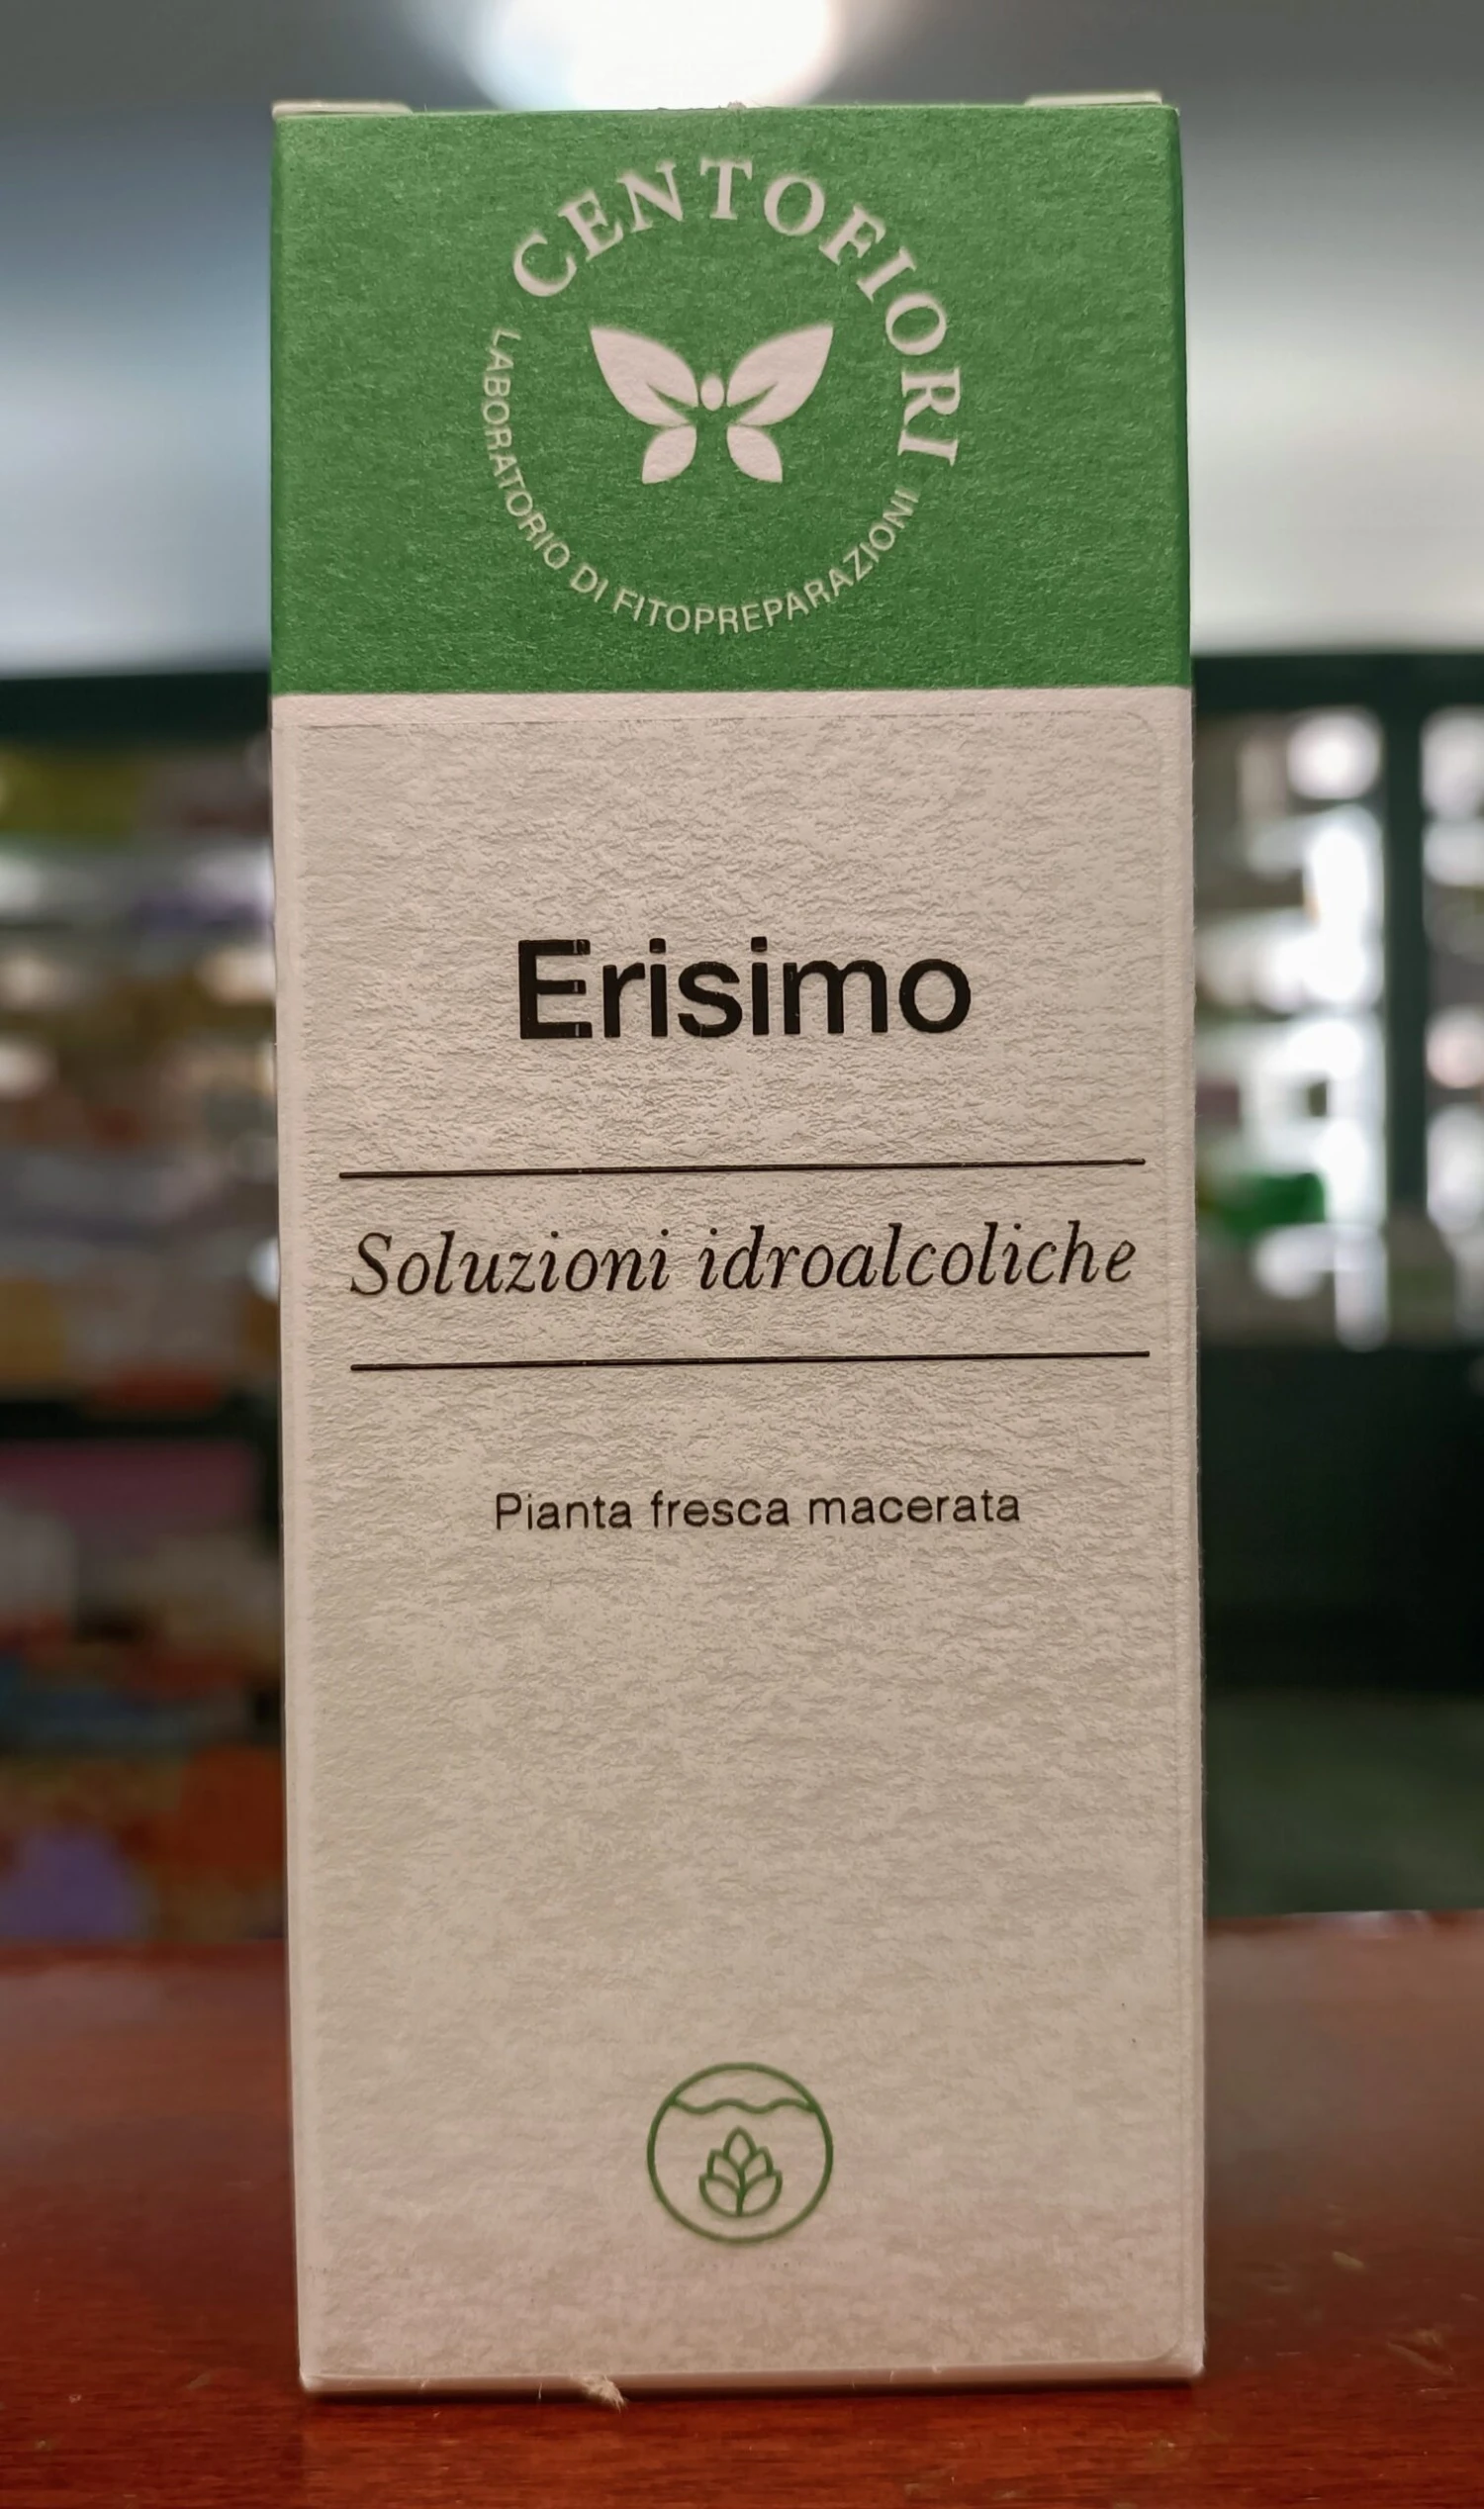 CENTOFIORI
LABORATORIO DI FITOPREPARAZIONI
Erisimo
Soluzioni idroalcoliche
Pianta fresca macerata